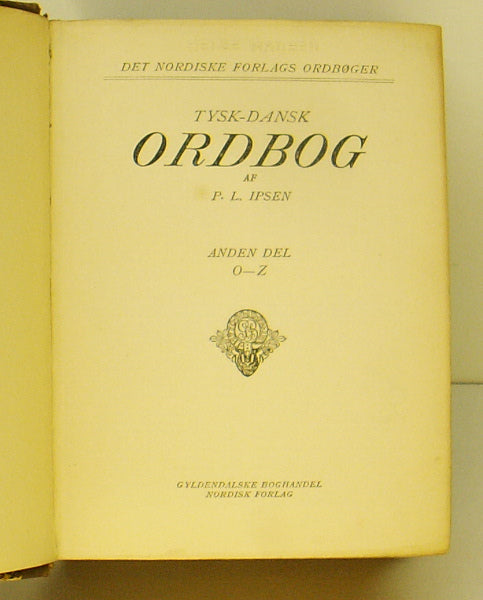 DET NORDISKE FORLAGS ORDBØGER
TYSK-DANSK
ORDBOG
AF
P. L. IPSEN
ANDEN DEL
O—Z
GYLDENDALSKE BOGHANDEL
NORDISK FORLAG